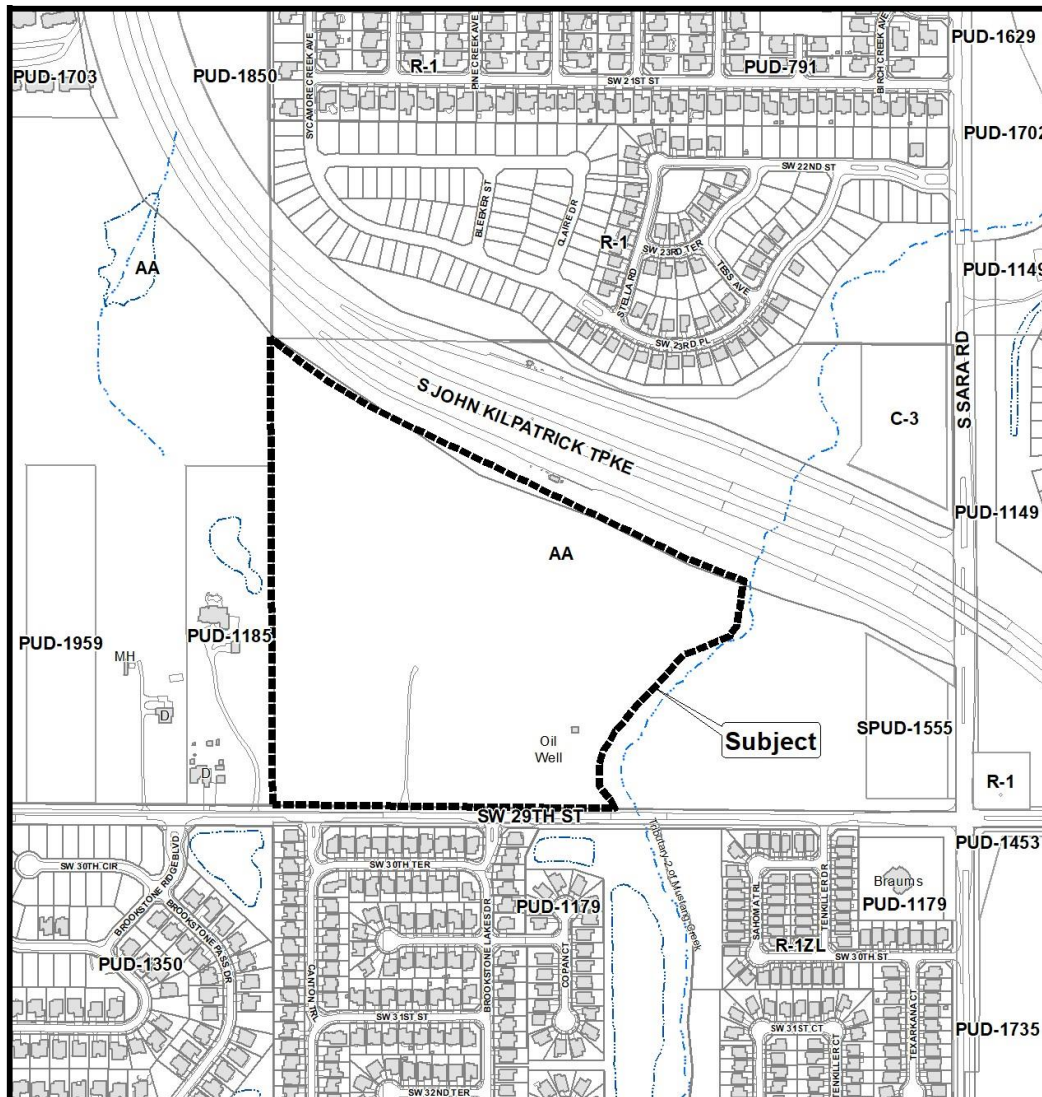 PUD-1703
PUD-1850
SYCAMORE CREEK AVE
R-1
PINE CREEK AVE
SW 21ST ST
PUD-791
BIRCH CREEK AVE
PUD-1629
PUD-1702
SW 22ND ST
BLEEKER ST
CLAIRE DR
R-1
SW 23RD TER
TESS AVE
STELLA RD
SW 23RD PL
AA
PUD-1149
S SARA RD
C-3
S JOHN KILPATRICK TPKE
PUD-1149
AA
PUD-1959
PUD-1185
MH
D
D
Oil
Well
Subject
SPUD-1555
R-1
SW 29TH ST
Tributary 2 of Mustang Creek
SW 30TH CIR
BROOKSTONE RIDGE BLVD
BROOKSTONE PASS DR
PUD-1350
SW 30TH TER
CANTON TRL
BROOKSTONE LAKES DR
PUD-1179
COPAN CT
SW 31ST ST
SW 32ND TER
SAHOMA TRL
TENKILLER DR
R-1ZL
Braums
PUD-1179
PUD-1453
SW 30TH ST
SW 31ST CT
TENKILLER CT
TEXARKANA CT
PUD-1735